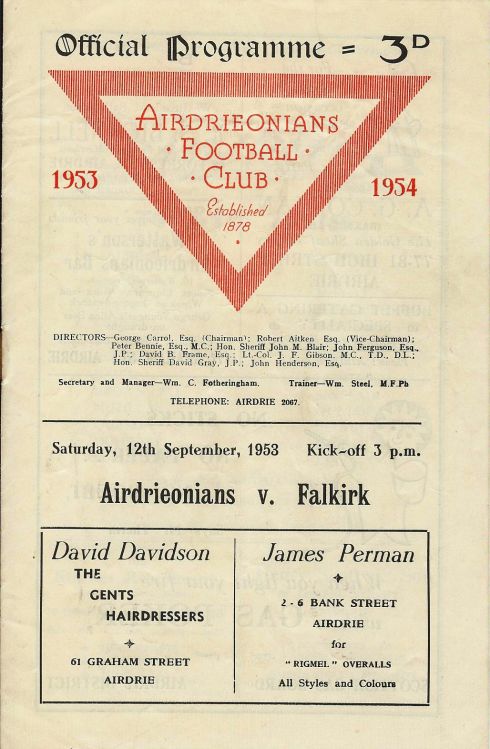 Official Programme = 3D
AIRDRIEONIANS
· FOOTBALL ·
· CLUB ·
Established
1878
1953
1954
DIRECTORS—George Carrol, Esq. (Chairman); Robert Aitken Esq. (Vice-Chairman);
Peter Bennie, Esq., M.C.; Hon. Sheriff John M. Blair; John Ferguson, Esq.,
J.P.; David B. Frame, Esq.; Lt.-Col. J. F. Gibson, M.C., T.D., D.L.;
Hon. Sheriff David Gray, J.P.; John Henderson, Esq.
Secretary and Manager—Wm. C. Fotheringham. Trainer—Wm. Steel, M.F.Ph
TELEPHONE: AIRDRIE 2067.
Saturday, 12th September, 1953 Kick-off 3 p.m.
Airdrieonians v. Falkirk
David Davidson
THE
GENTS
HAIRDRESSERS
61 GRAHAM STREET
AIRDRIE
James Perman
2 - 6 BANK STREET
AIRDRIE
for
"RIGMEL" OVERALLS
All Styles and Colours